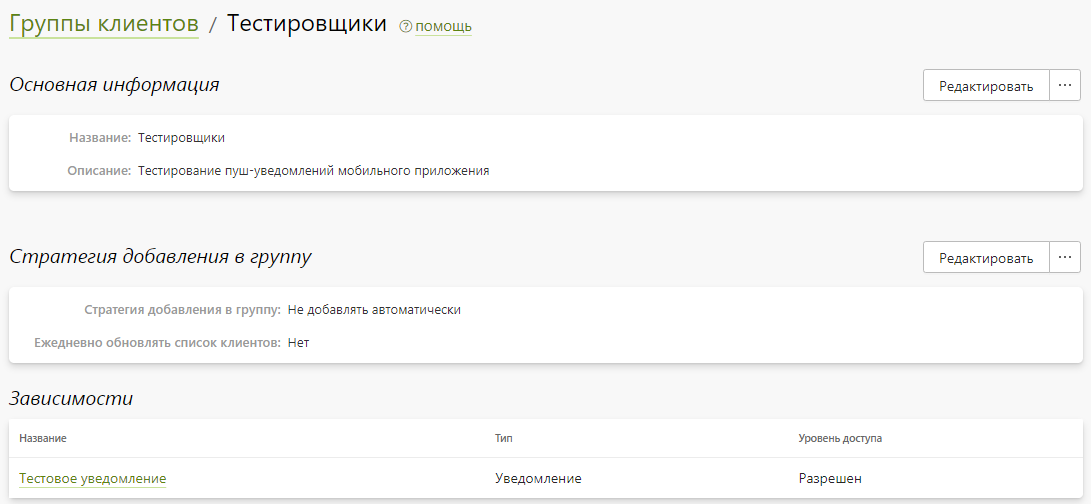 Группы клиентов / Тестировщики ? помощь
Основная информация Редактировать ...
Название: Тестировщики
Описание: Тестирование пуш-уведомлений мобильного приложения
Стратегия добавления в группу Редактировать ...
Стратегия добавления в группу: Не добавлять автоматически
Ежедневно обновлять список клиентов: Нет
Зависимости
Название Тип Уровень доступа
Тестовое уведомление Уведомление Разрешен